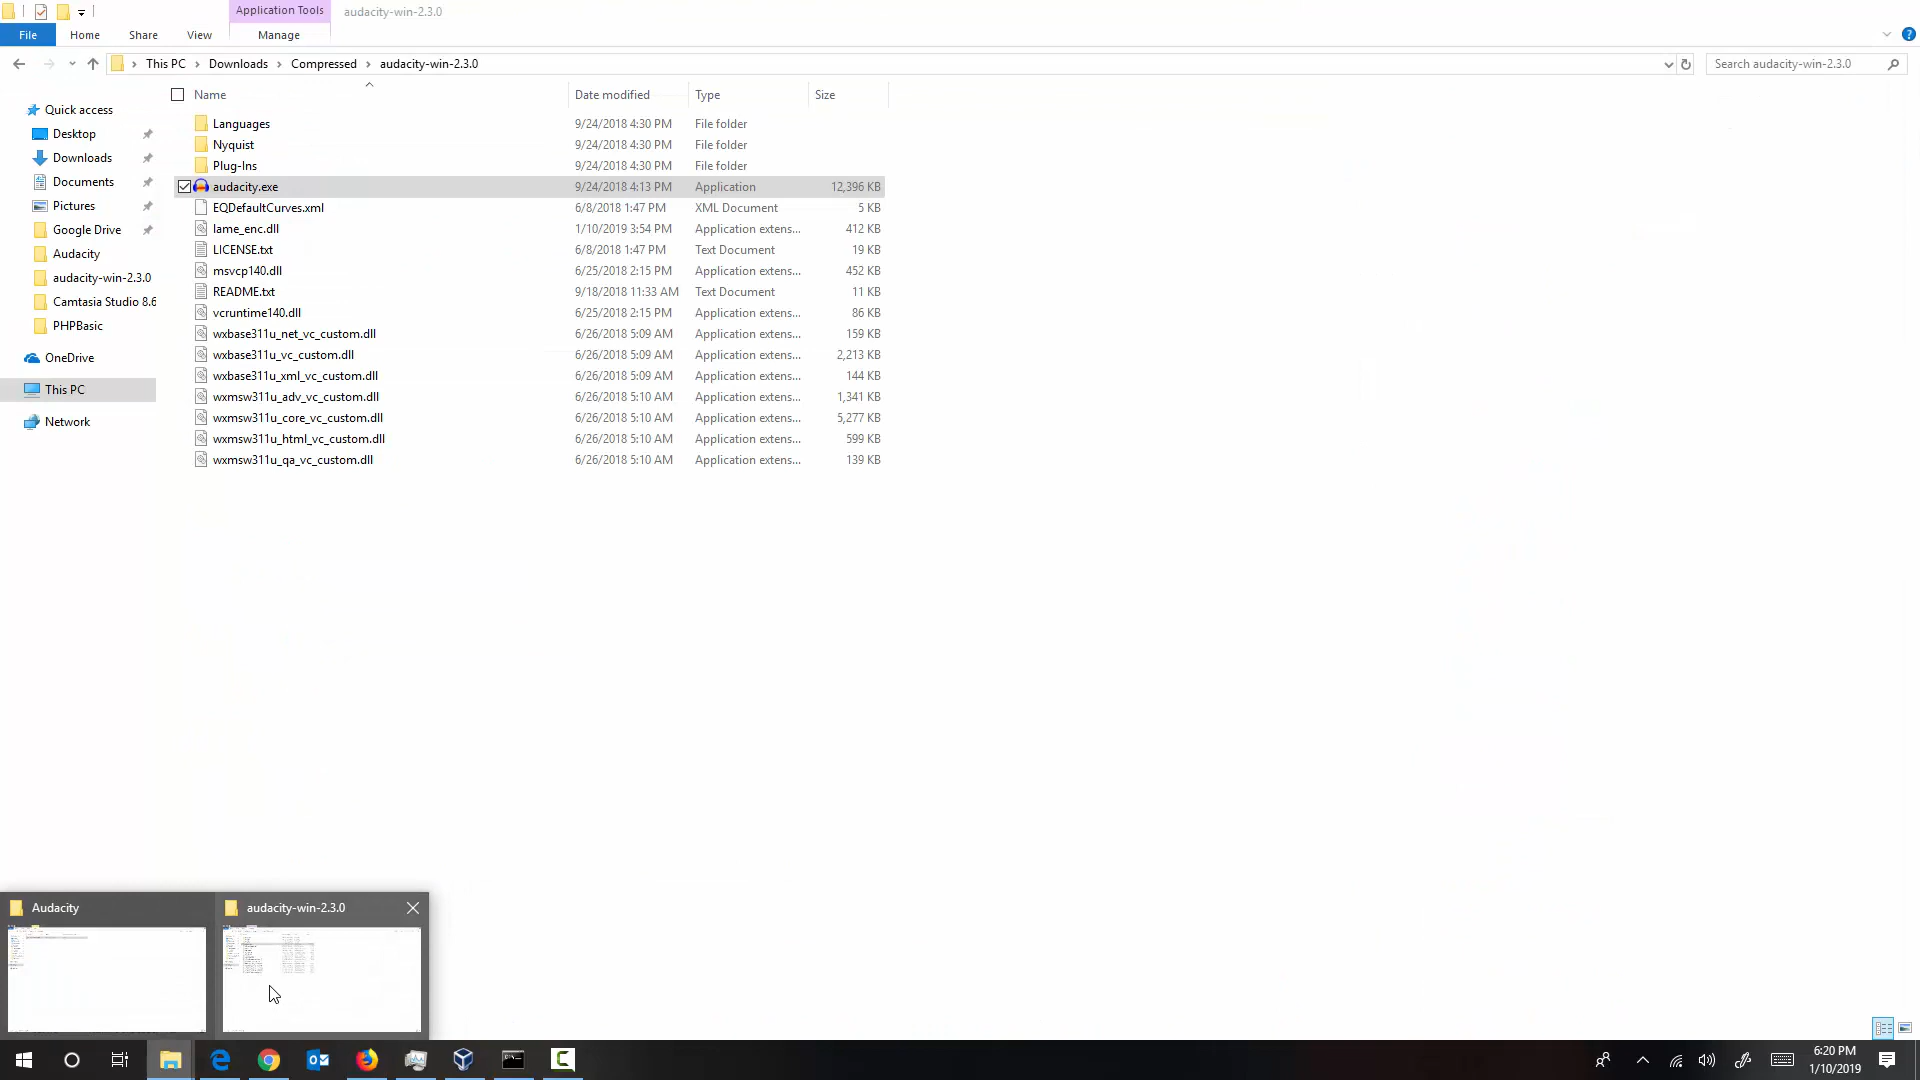 Application Tools audacity-win-2.3.0
File Home Share View Manage
This PC Downloads Compressed audacity-win-2.3.0 Search audacity-win-2.3.0
Name Date modified Type Size
Quick access
Desktop
Downloads
Documents
Pictures
Google Drive
Audacity
audacity-win-2.3.0
Camtasia Studio 8.6
PHPBasic
OneDrive
This PC
Network
Languages 9/24/2018 4:30 PM File folder
Nyquist 9/24/2018 4:30 PM File folder
Plug-Ins 9/24/2018 4:30 PM File folder
audacity.exe 9/24/2018 4:13 PM Application 12,396 KB
EQDefaultCurves.xml 6/8/2018 1:47 PM XML Document 5 KB
lame_enc.dll 1/10/2019 3:54 PM Application extens... 412 KB
LICENSE.txt 6/8/2018 1:47 PM Text Document 19 KB
msvcp140.dll 6/25/2018 2:15 PM Application extens... 452 KB
README.txt 9/18/2018 11:33 AM Text Document 11 KB
vcruntime140.dll 6/25/2018 2:15 PM Application extens... 86 KB
wxbase311u_net_vc_custom.dll 6/26/2018 5:09 AM Application extens... 159 KB
wxbase311u_vc_custom.dll 6/26/2018 5:09 AM Application extens... 2,213 KB
wxbase311u_xml_vc_custom.dll 6/26/2018 5:09 AM Application extens... 144 KB
wxmsw311u_adv_vc_custom.dll 6/26/2018 5:10 AM Application extens... 1,341 KB
wxmsw311u_core_vc_custom.dll 6/26/2018 5:10 AM Application extens... 5,277 KB
wxmsw311u_html_vc_custom.dll 6/26/2018 5:10 AM Application extens... 599 KB
wxmsw311u_qa_vc_custom.dll 6/26/2018 5:10 AM Application extens... 139 KB
Audacity audacity-win-2.3.0
6:20 PM
1/10/2019